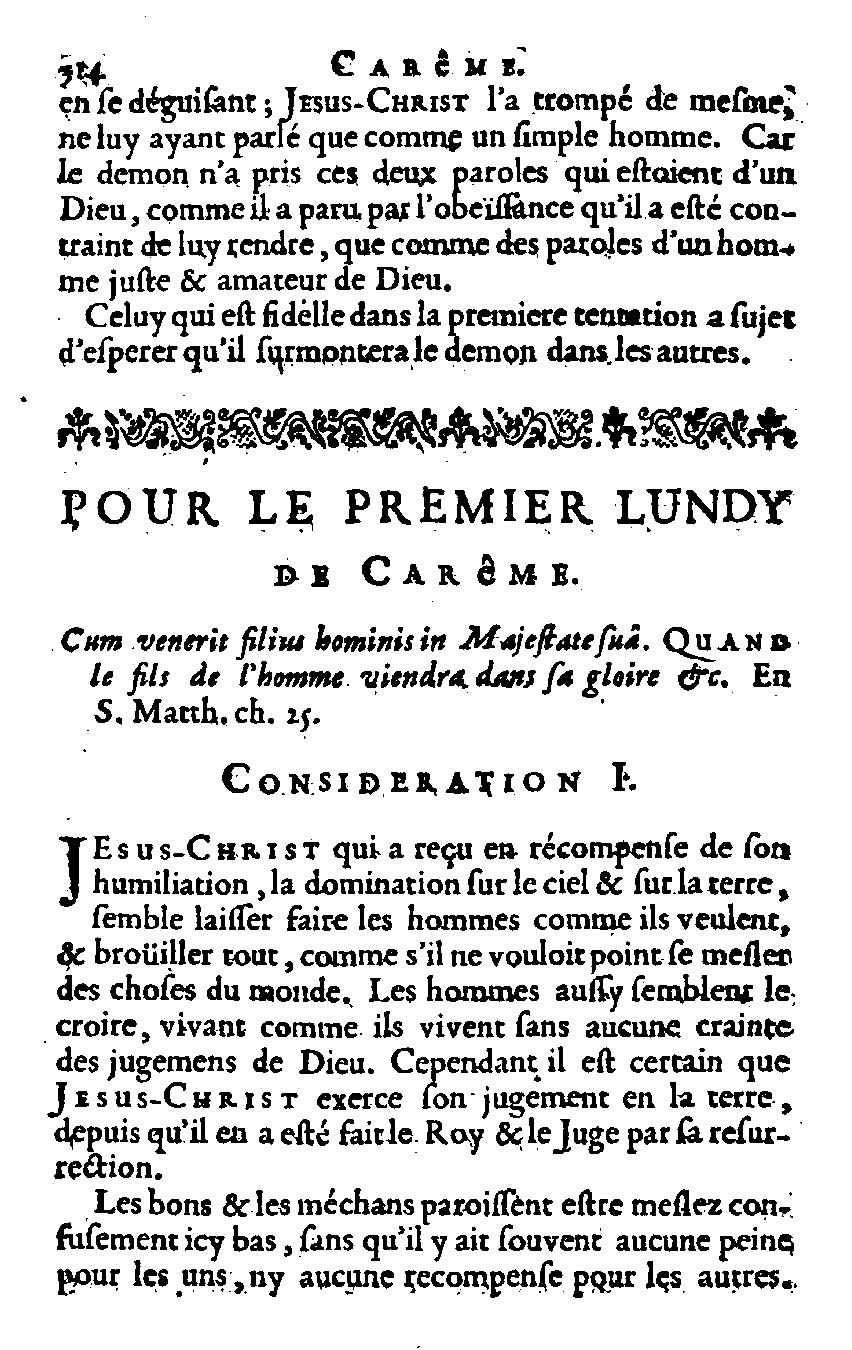 314 CARêME.
en ſe déguiſant ; JESUS-CHRIST l'a trompé de meſme,
ne luy ayant parlé que comme un ſimple homme. Car
le demon n'a pris ces deux paroles qui eſtoient d'un
Dieu, comme il a paru par l'obeïſſance qu'il a eſté con-
traint de luy rendre, que comme des paroles d'un hom-
me juſte & amateur de Dieu.
Celuy qui eſt fidèlle dans la premiere tentation a ſujet
d'eſperer qu'il ſurmontera le demon dans les autres.
POUR LE PREMIER LUNDY
DE CARêME.
Cum venerit filius hominis in Majeſtate ſuâ. QUAND
le fils de l'homme viendra dans ſa gloire &c. En
S. Matth. ch. 25.
CONSIDERATION I.
JESUS-CHRIST qui a reçu en récompenſe de ſon
humiliation, la domination ſur le ciel & ſur la terre,
ſemble laiſſer faire les hommes comme ils veulent,
& broüiller tout, comme s'il ne vouloit point ſe meſler
des choſes du monde. Les hommes auſſy ſemblent le
croire, vivant comme ils vivent ſans aucune crainte
des jugemens de Dieu. Cependant il eſt certain que
JESUS-CHRIST exerce ſon jugement en la terre,
depuis qu'il en a eſté fait le Roy & le Juge par ſa reſur-
rection.
Les bons & les méchans paroiſſent eſtre meſlez con-
fuſement icy bas, ſans qu'il y ait ſouvent aucune peine
pour les uns, ny aucune recompenſe pour les autres.